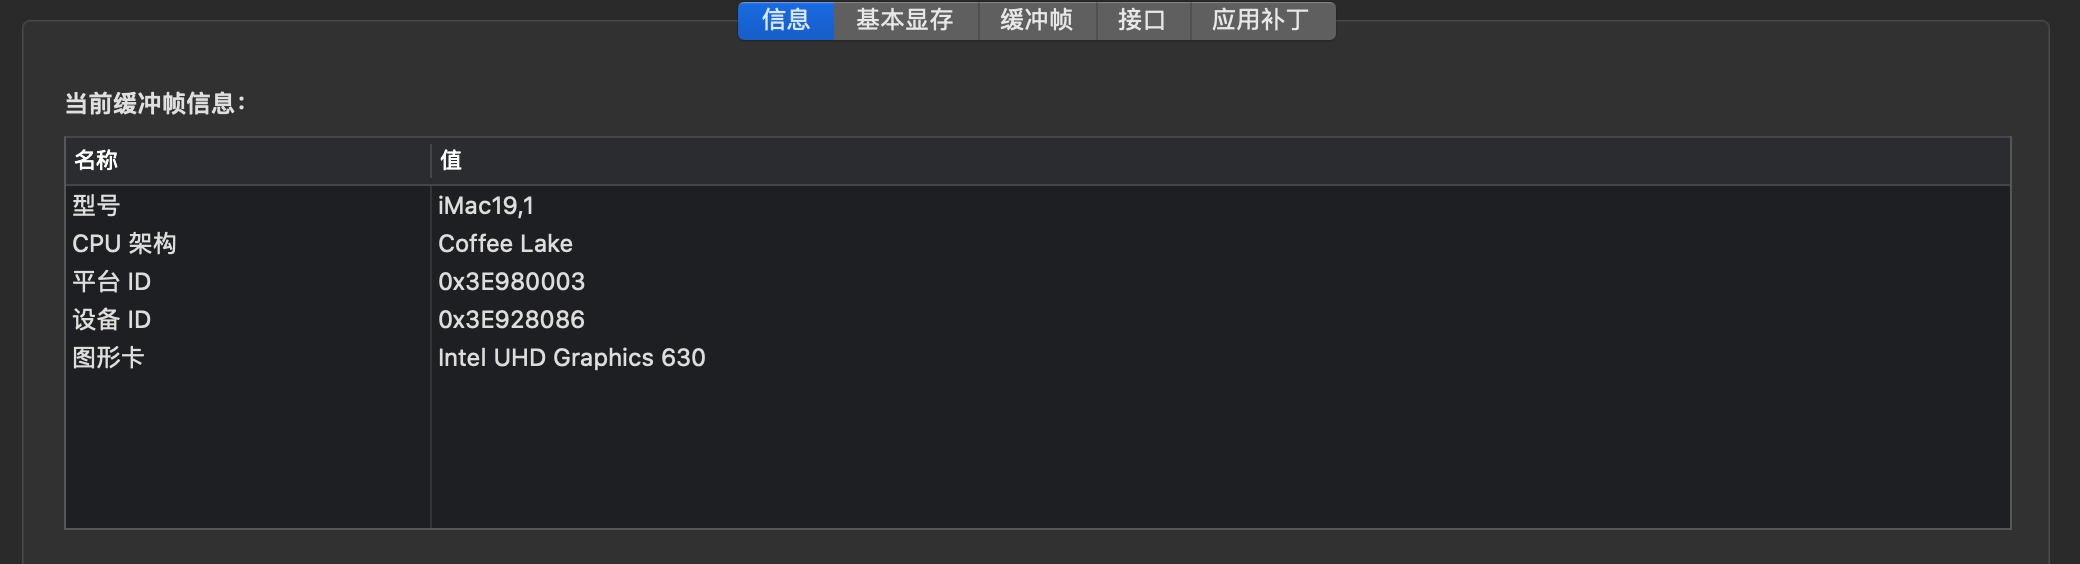 信息 基本显存 缓冲帧 接口 应用补丁
当前缓冲帧信息：
名称 值
型号 iMac19,1
CPU 架构 Coffee Lake
平台 ID 0x3E980003
设备 ID 0x3E928086
图形卡 Intel UHD Graphics 630